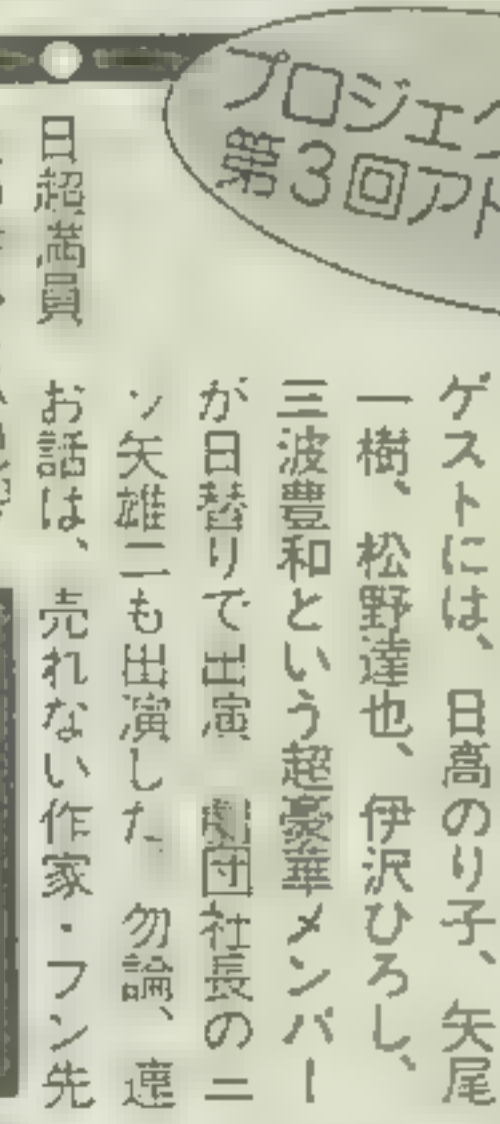 プロジェク
第3回アト
ゲストには、日高のり子、矢尾
一樹、松野達也、伊沢ひろし、
三波豊和という超豪華メンバー
が日替りで出演 劇団社長のニ
ソ矢雄二も出演した 勿論、連
日超満員
お話は、売れない作家・フン先